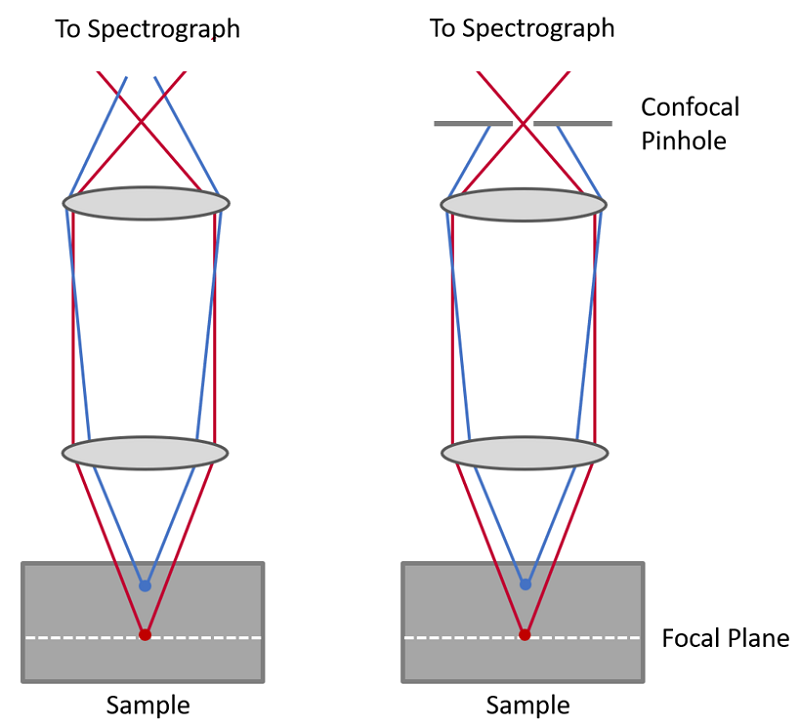 To Spectrograph
To Spectrograph
Confocal
Pinhole
Focal Plane
Sample
Sample